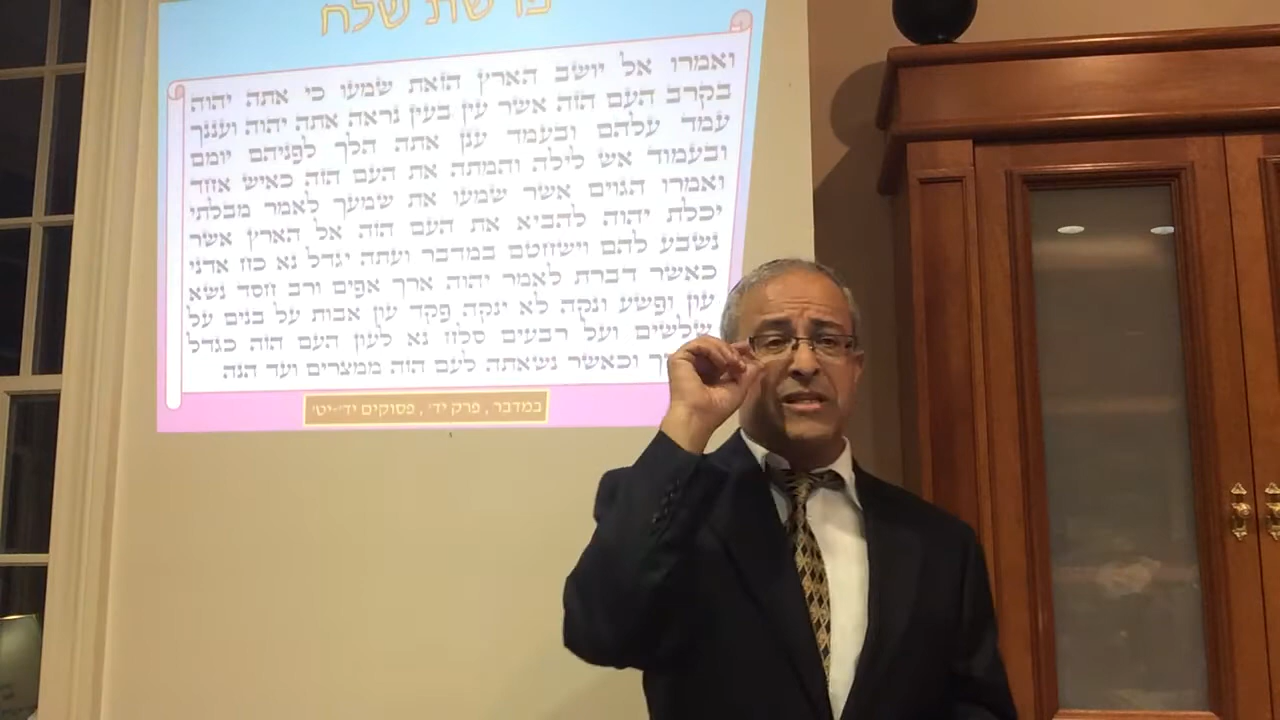 פרשת שלח
ואמרו אל יושב הארץ הזאת שמעו כי אתה יהוה
בקרב העם הזה אשר עין בעין נראה אתה יהוה ועננך
עמד עלהם ובעמד ענן אתה הלך לפניהם יומם
ובעמוד אש לילה והמתה את העם הזה כאיש אחד
ואמרו הגוים אשר שמעו את שמעך לאמר מבלתי
יכלת יהוה להביא את העם הזה אל הארץ אשר
נשבע להם וישחטם במדבר ועתה יגדל נא כח אדני
כאשר דברת לאמר יהוה ארך אפים ורב חסד נשא
עון ופשע ונקה לא ינקה פקד עון אבות על בנים על
שלשים ועל רבעים סלח נא לעון העם הזה כגדל
וכאשר נשאתה לעם הזה ממצרים ועד הנה
במדבר , פרק יד׳ , פסוקים יד׳-יט׳